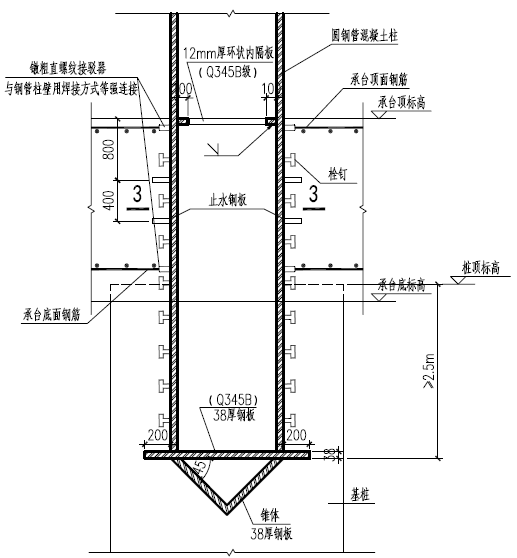 圆钢管混凝土柱
12mm厚环状内隔板
(Q345B级)
镦粗直螺纹接驳器
与钢管柱壁用焊接方式等强连接
承台顶面钢筋
承台顶标高
100
10
800
400
3
3
栓钉
止水钢板
桩顶标高
承台底标高
承台底面钢筋
≥2.5m
(Q345B)
38厚钢板
200
200
38
45
基桩
锥体
38厚钢板